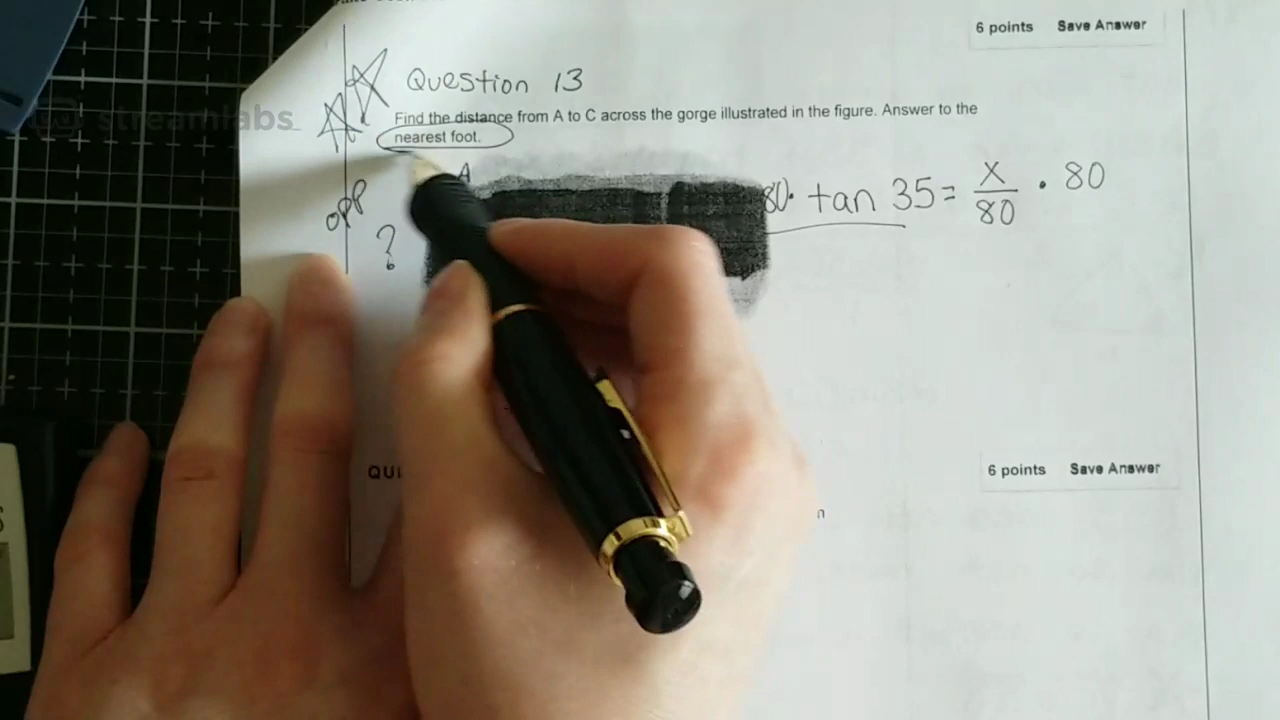 6 points Save Answer
Question 13
streamlabs
Find the distance from A to C across the gorge illustrated in the figure. Answer to the
nearest foot.
A
80· tan 35 = x/80 · 80
opp
?
6 points Save Answer
QUE
n